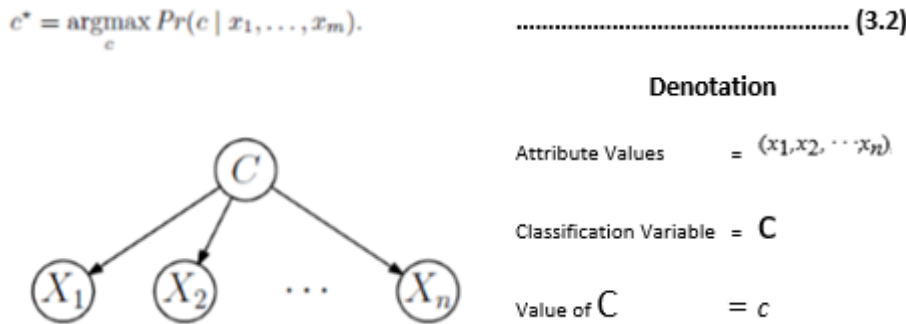 c* = argmax Pr(c | x₁, . . . , xₘ). ................................................ (3.2)
c
Denotation
Attribute Values = (x₁,x₂, ···xₙ)
C
Classification Variable = C
X₁ X₂ · · · Xₙ
Value of C = c